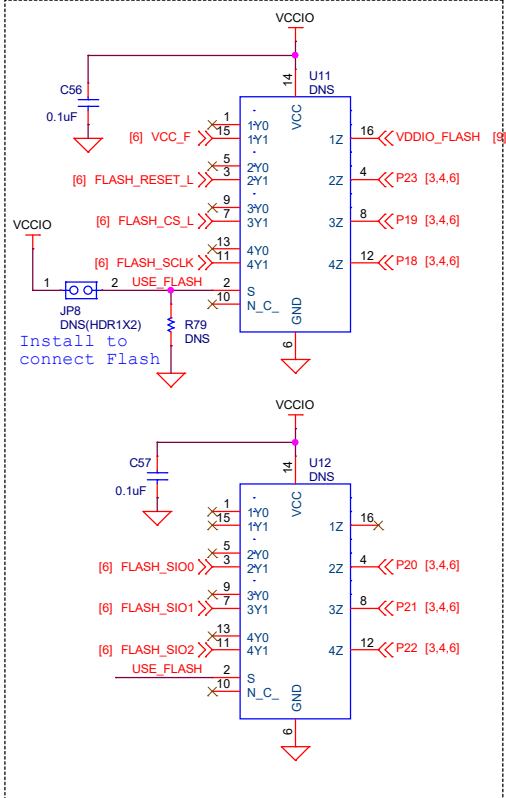 VCCIO
C56
0.1uF
U11
DNS
14
VCC
1
1Y0
[6] VCC_F
15
1Y1
1Z
16
VDDIO_FLASH [9]
5
2Y0
[6] FLASH_RESET_L
3
2Y1
2Z
4
P23 [3,4,6]
9
3Y0
[6] FLASH_CS_L
7
3Y1
3Z
8
P19 [3,4,6]
13
4Y0
[6] FLASH_SCLK
11
4Y1
4Z
12
P18 [3,4,6]
VCCIO
USE_FLASH
1
2
2
S
10
N_C_
GND
6
JP8
DNS(HDR1X2)
R79
DNS
Install to
connect Flash
VCCIO
C57
0.1uF
U12
DNS
14
VCC
1
1Y0
15
1Y1
1Z
16
5
2Y0
[6] FLASH_SIO0
3
2Y1
2Z
4
P20 [3,4,6]
9
3Y0
[6] FLASH_SIO1
7
3Y1
3Z
8
P21 [3,4,6]
13
4Y0
[6] FLASH_SIO2
11
4Y1
4Z
12
P22 [3,4,6]
USE_FLASH
2
S
10
N_C_
GND
6